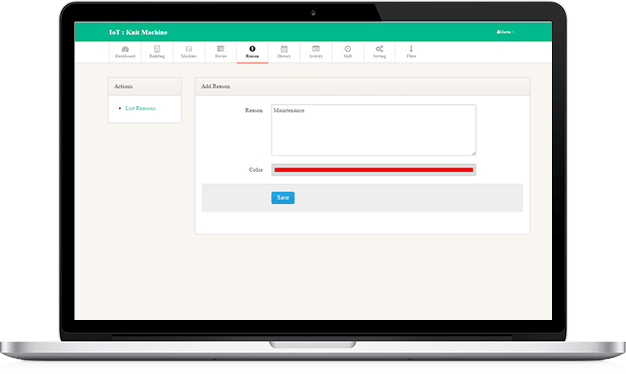 IoT : Knit Machine
Dashboard Building Machine Device Reason History Activity Shift Setting Filter
Actions
List Reasons
Add Reason
Reason Maintenance
Color
Save